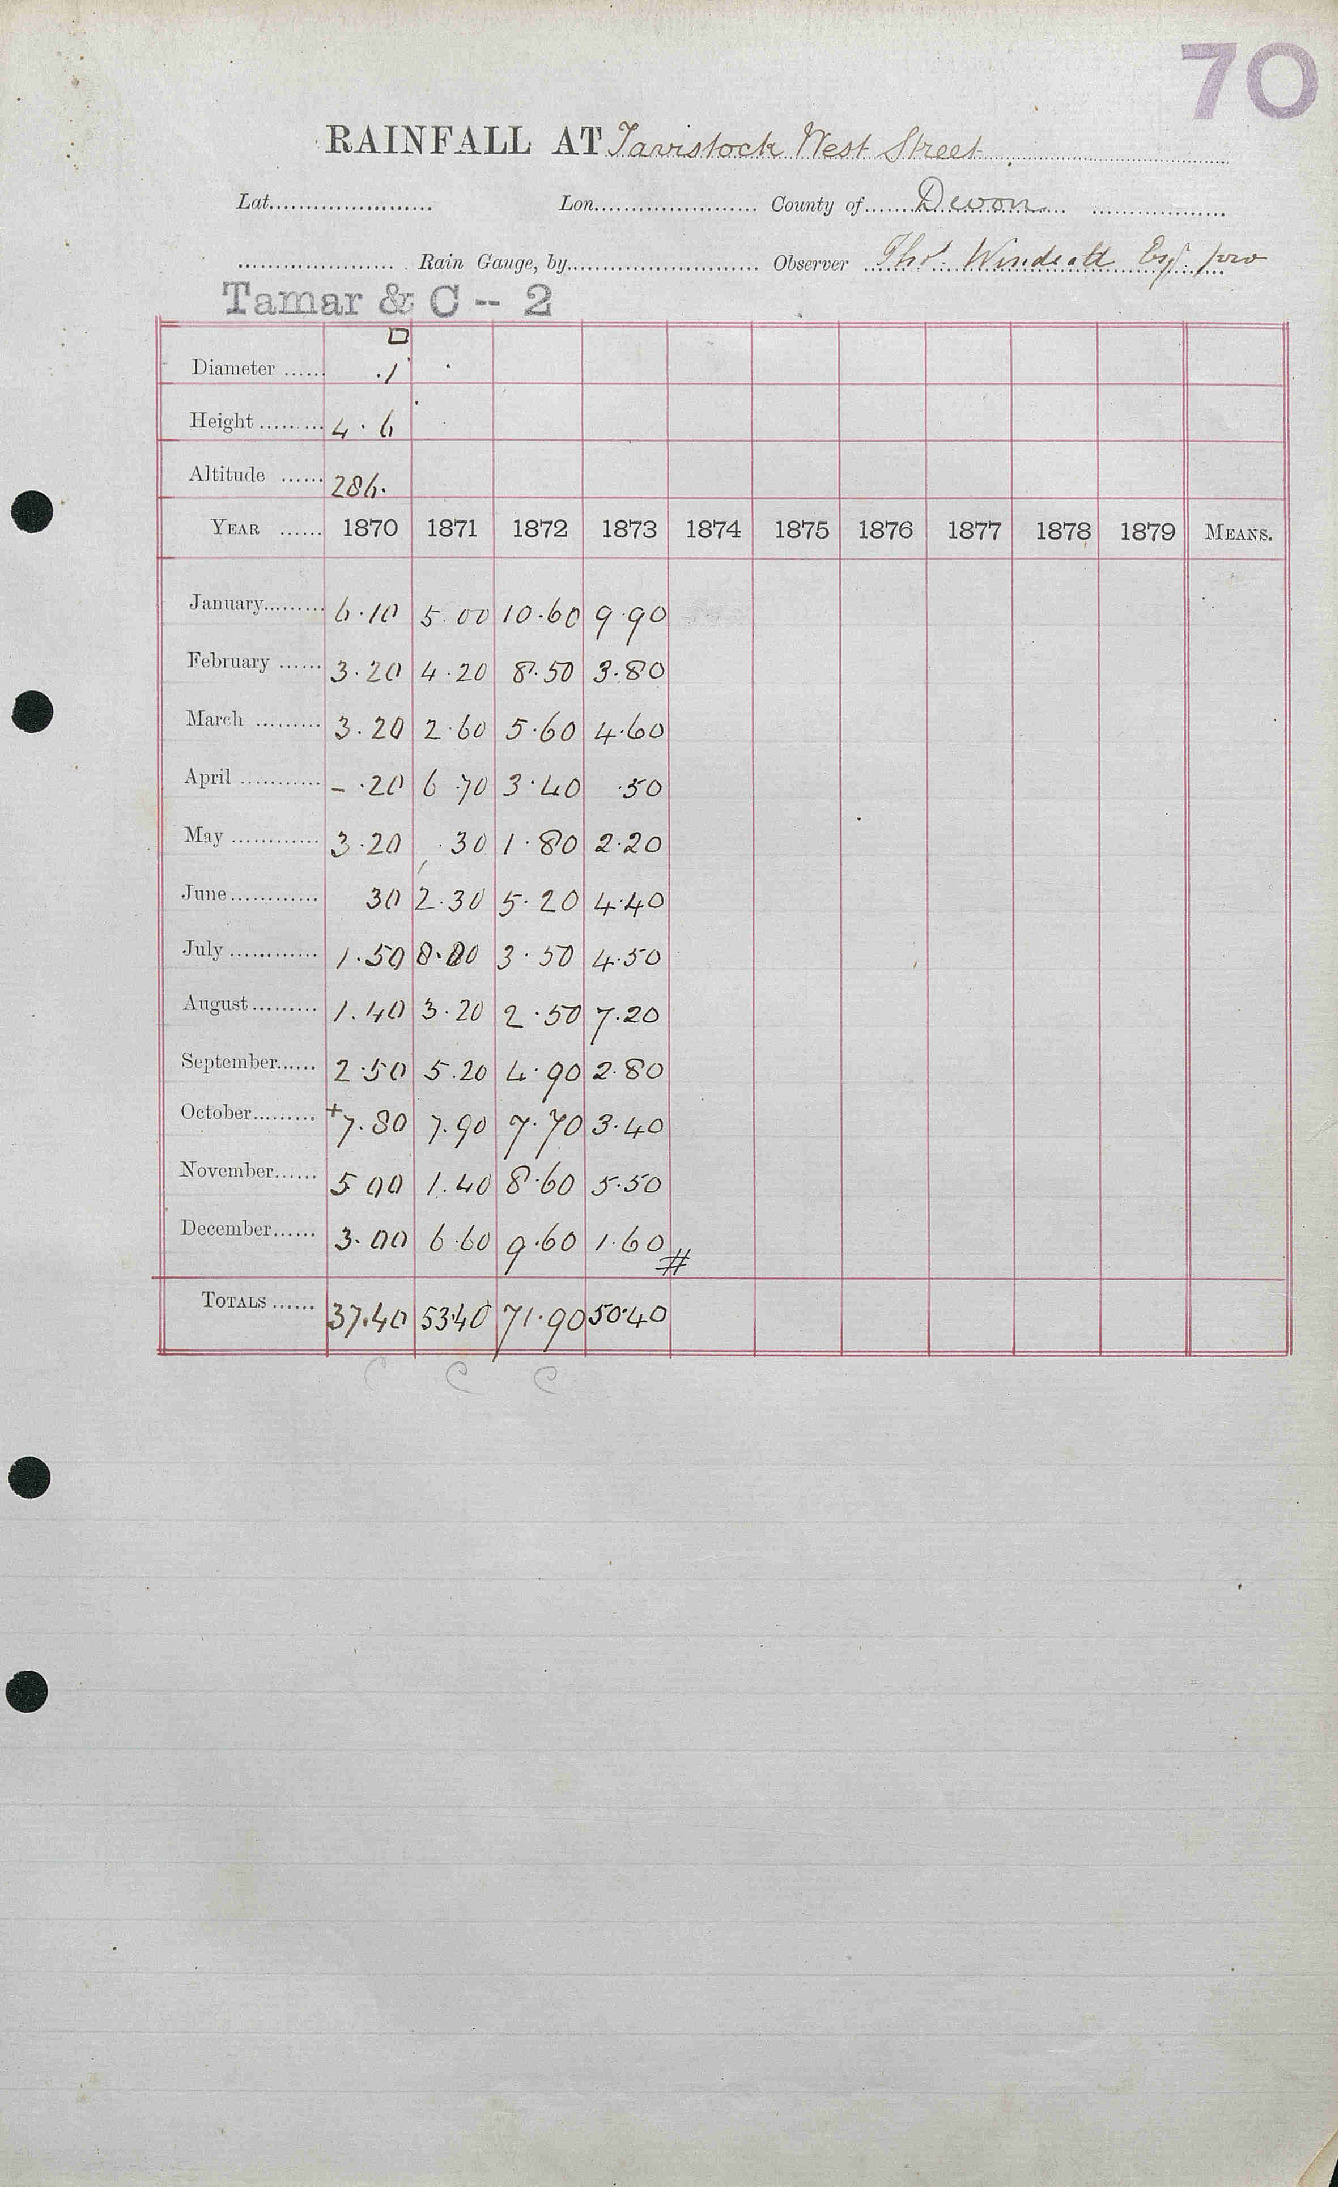 70
RAINFALL AT Tavistock West Street
Lat. Lon. County of Devon
Rain Gauge, by Observer Thos. Windeatt Esq.
Tamar & C -- 2
Diameter .1
Height 4.6
Altitude 286.
YEAR 1870 1871 1872 1873 1874 1875 1876 1877 1878 1879 MEANS.
January 6.10 5 00 10.60 9.90
February 3.20 4.20 8.50 3.80
March 3.20 2.60 5.60 4.60
April - .20 6 70 3.40 .50
May 3.20 .30 1.80 2.20
June 30 2.30 5.20 4.40
July 1.50 8.00 3.50 4.50
August 1.40 3.20 2.50 7.20
September 2.50 5.20 4.90 2.80
October +7.80 7.90 7.70 3.40
November 5 00 1.40 8.60 5.50
December 3.00 6.60 9.60 1.60 #
TOTALS 37.40 53.40 71.90 50.40
C C C